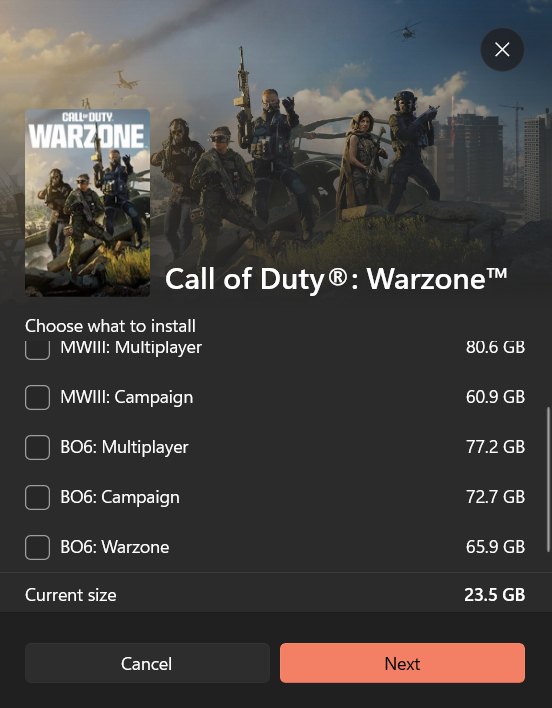 CALL OF DUTY
WARZONE
Call of Duty®: Warzone™
Choose what to install
MWIII: Multiplayer 80.6 GB
MWIII: Campaign 60.9 GB
BO6: Multiplayer 77.2 GB
BO6: Campaign 72.7 GB
BO6: Warzone 65.9 GB
Current size 23.5 GB
Cancel Next